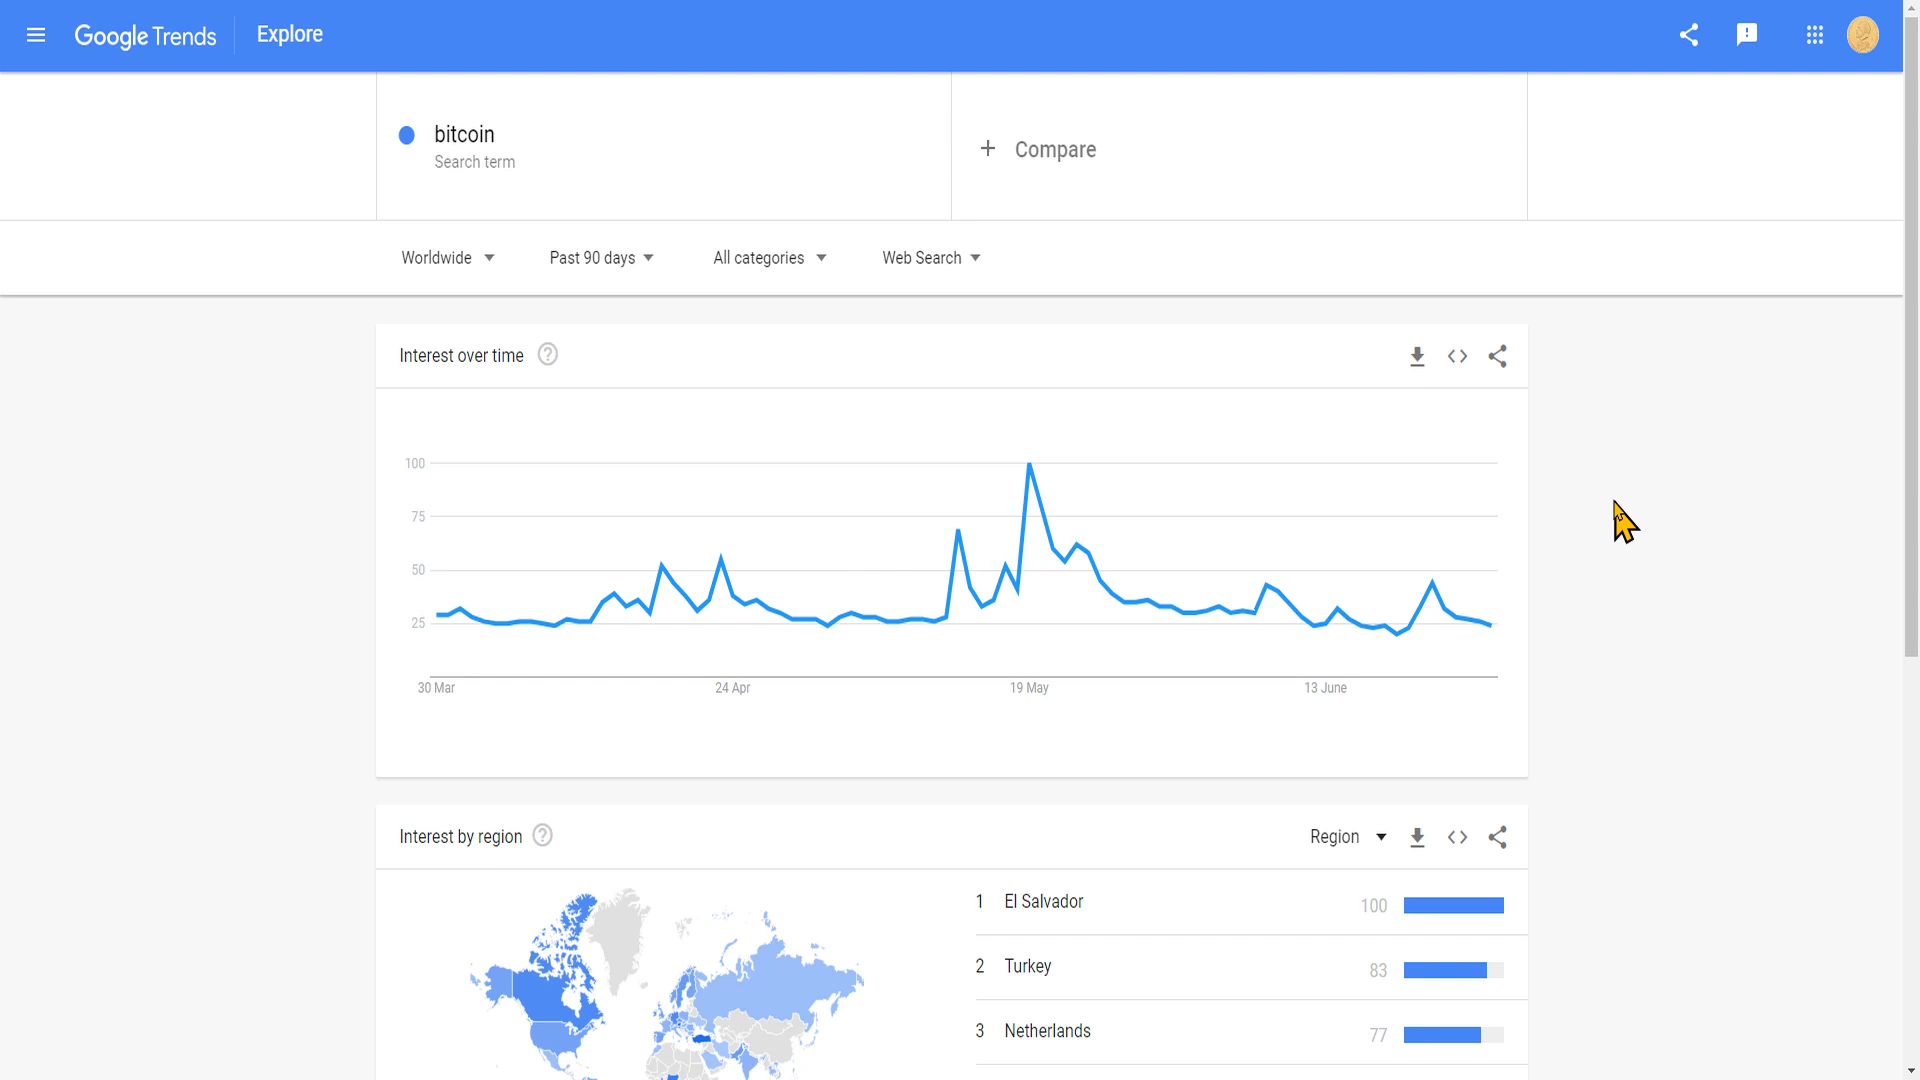 Google Trends Explore
bitcoin
Search term
+ Compare
Worldwide Past 90 days All categories Web Search
Interest over time
100
75
50
25
30 Mar 24 Apr 19 May 13 June
Interest by region Region
1 El Salvador 100
2 Turkey 83
3 Netherlands 77